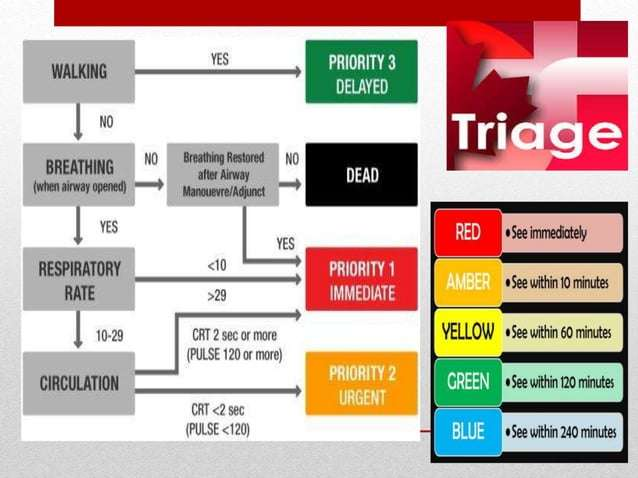 WALKING
YES
PRIORITY 3
DELAYED
NO
BREATHING
(when airway opened)
NO
Breathing Restored
after Airway
Manouevre/Adjunct
NO
DEAD
YES
YES
RESPIRATORY
RATE
<10
>29
PRIORITY 1
IMMEDIATE
10-29
CRT 2 sec or more
(PULSE 120 or more)
CIRCULATION
PRIORITY 2
URGENT
CRT <2 sec
(PULSE <120)
Triage
RED •See immediately
AMBER •See within 10 minutes
YELLOW •See within 60 minutes
GREEN •See within 120 minutes
BLUE •See within 240 minutes